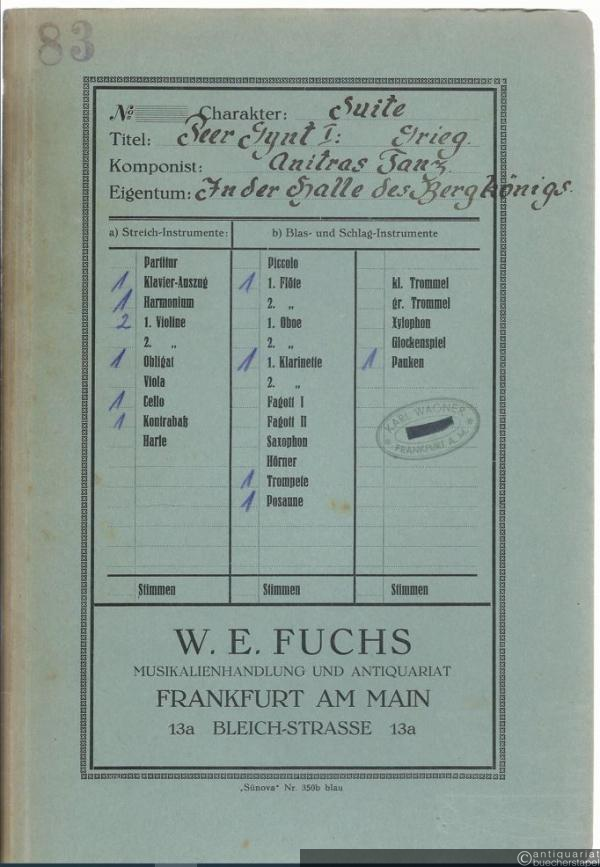 83
№ Charakter: Suite
Titel: Peer Gynt I: Grieg.
Komponist: Anitras Tanz.
Eigentum: In der Halle des Bergkönigs.
a) Streich-Instrumente:
Partitur
1 Klavier-Auszug
1 Harmonium
2 1. Violine
2. „
1 Obligat
Viola
1 Cello
1 Kontrabaß
Harfe
Stimmen
b) Blas- und Schlag-Instrumente
Piccolo
1 1. Flöte
2. „
1. Oboe
2. „
1 1. Klarinette
2. „
Fagott I
Fagott II
Saxophon
Hörner
1 Trompete
1 Posaune
Stimmen
kl. Trommel
gr. Trommel
Xylophon
Glockenspiel
1 Pauken
KARL WAGNER
FRANKFURT A. M.
Stimmen
W. E. FUCHS
MUSIKALIENHANDLUNG UND ANTIQUARIAT
FRANKFURT AM MAIN
13a BLEICH-STRASSE 13a
„Sünova" Nr. 350b blau
©antiquariat
buecherstapel